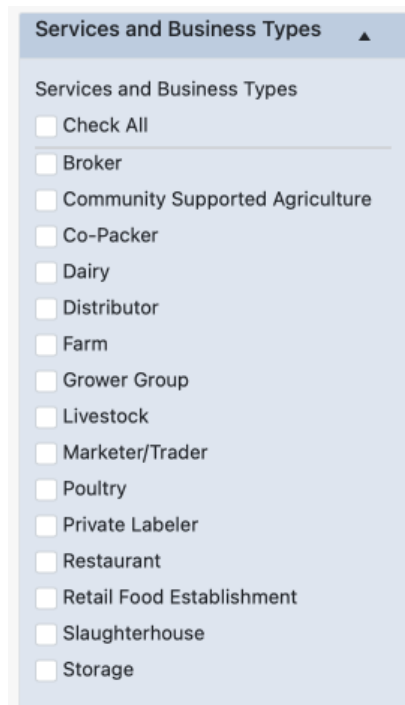 Services and Business Types ▲
Services and Business Types
Check All
Broker
Community Supported Agriculture
Co-Packer
Dairy
Distributor
Farm
Grower Group
Livestock
Marketer/Trader
Poultry
Private Labeler
Restaurant
Retail Food Establishment
Slaughterhouse
Storage